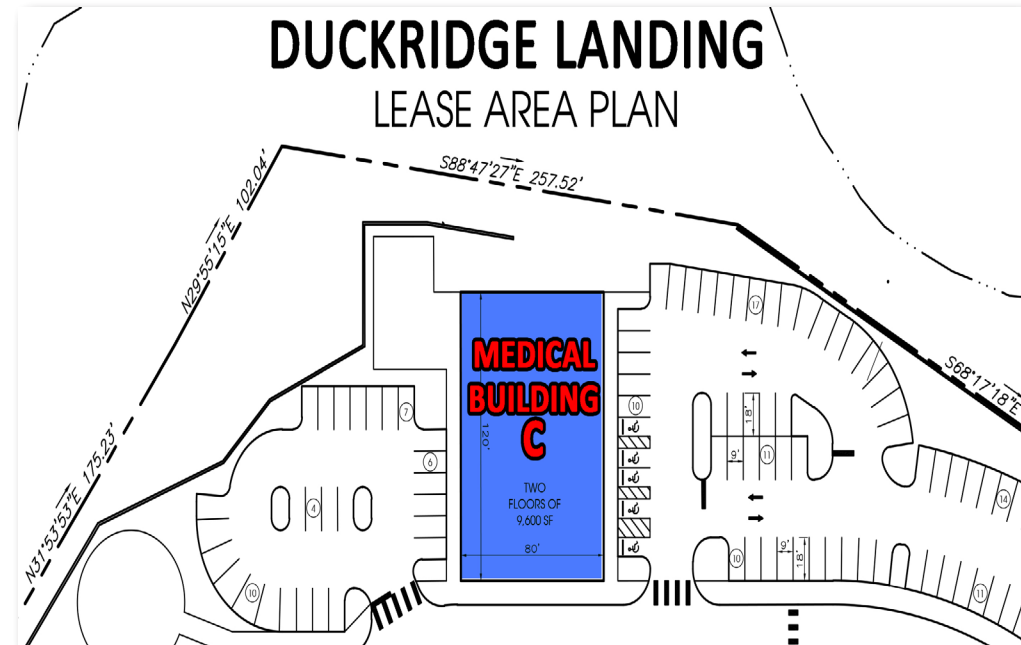 DUCKRIDGE LANDING
LEASE AREA PLAN
S88°47'27"E 257.52'
N29°55'15"E 102.04'
N31°53'53"E 175.23'
S68°17'18"E
MEDICAL
BUILDING
C
120'
TWO
FLOORS OF
9,600 SF
80'
17
10
7
6
4
10
18'
9'
11
14
10
9'
18'
11